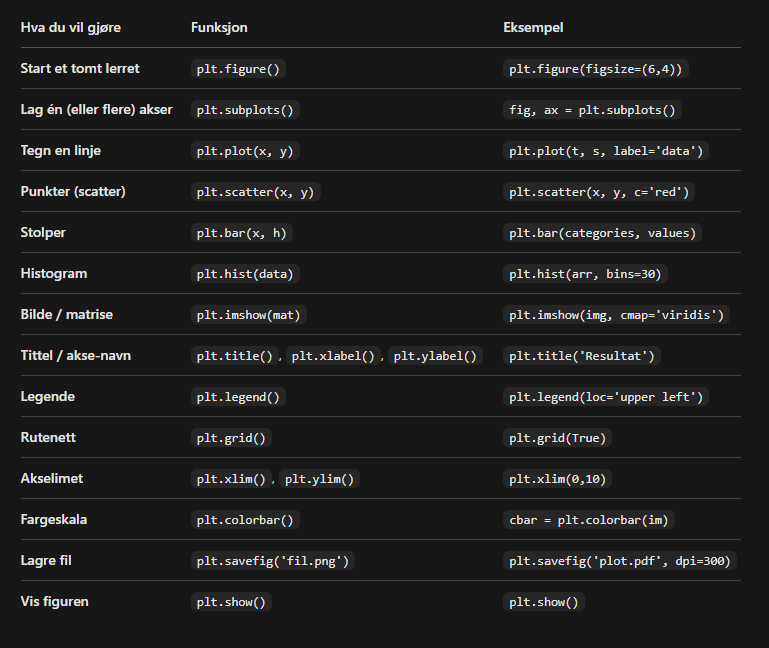 Hva du vil gjøre Funksjon Eksempel
Start et tomt lerret plt.figure() plt.figure(figsize=(6,4))
Lag én (eller flere) akser plt.subplots() fig, ax = plt.subplots()
Tegn en linje plt.plot(x, y) plt.plot(t, s, label='data')
Punkter (scatter) plt.scatter(x, y) plt.scatter(x, y, c='red')
Stolper plt.bar(x, h) plt.bar(categories, values)
Histogram plt.hist(data) plt.hist(arr, bins=30)
Bilde / matrise plt.imshow(mat) plt.imshow(img, cmap='viridis')
Tittel / akse-navn plt.title(), plt.xlabel(), plt.ylabel() plt.title('Resultat')
Legende plt.legend() plt.legend(loc='upper left')
Rutenett plt.grid() plt.grid(True)
Akselimet plt.xlim(), plt.ylim() plt.xlim(0,10)
Fargeskala plt.colorbar() cbar = plt.colorbar(im)
Lagre fil plt.savefig('fil.png') plt.savefig('plot.pdf', dpi=300)
Vis figuren plt.show() plt.show()